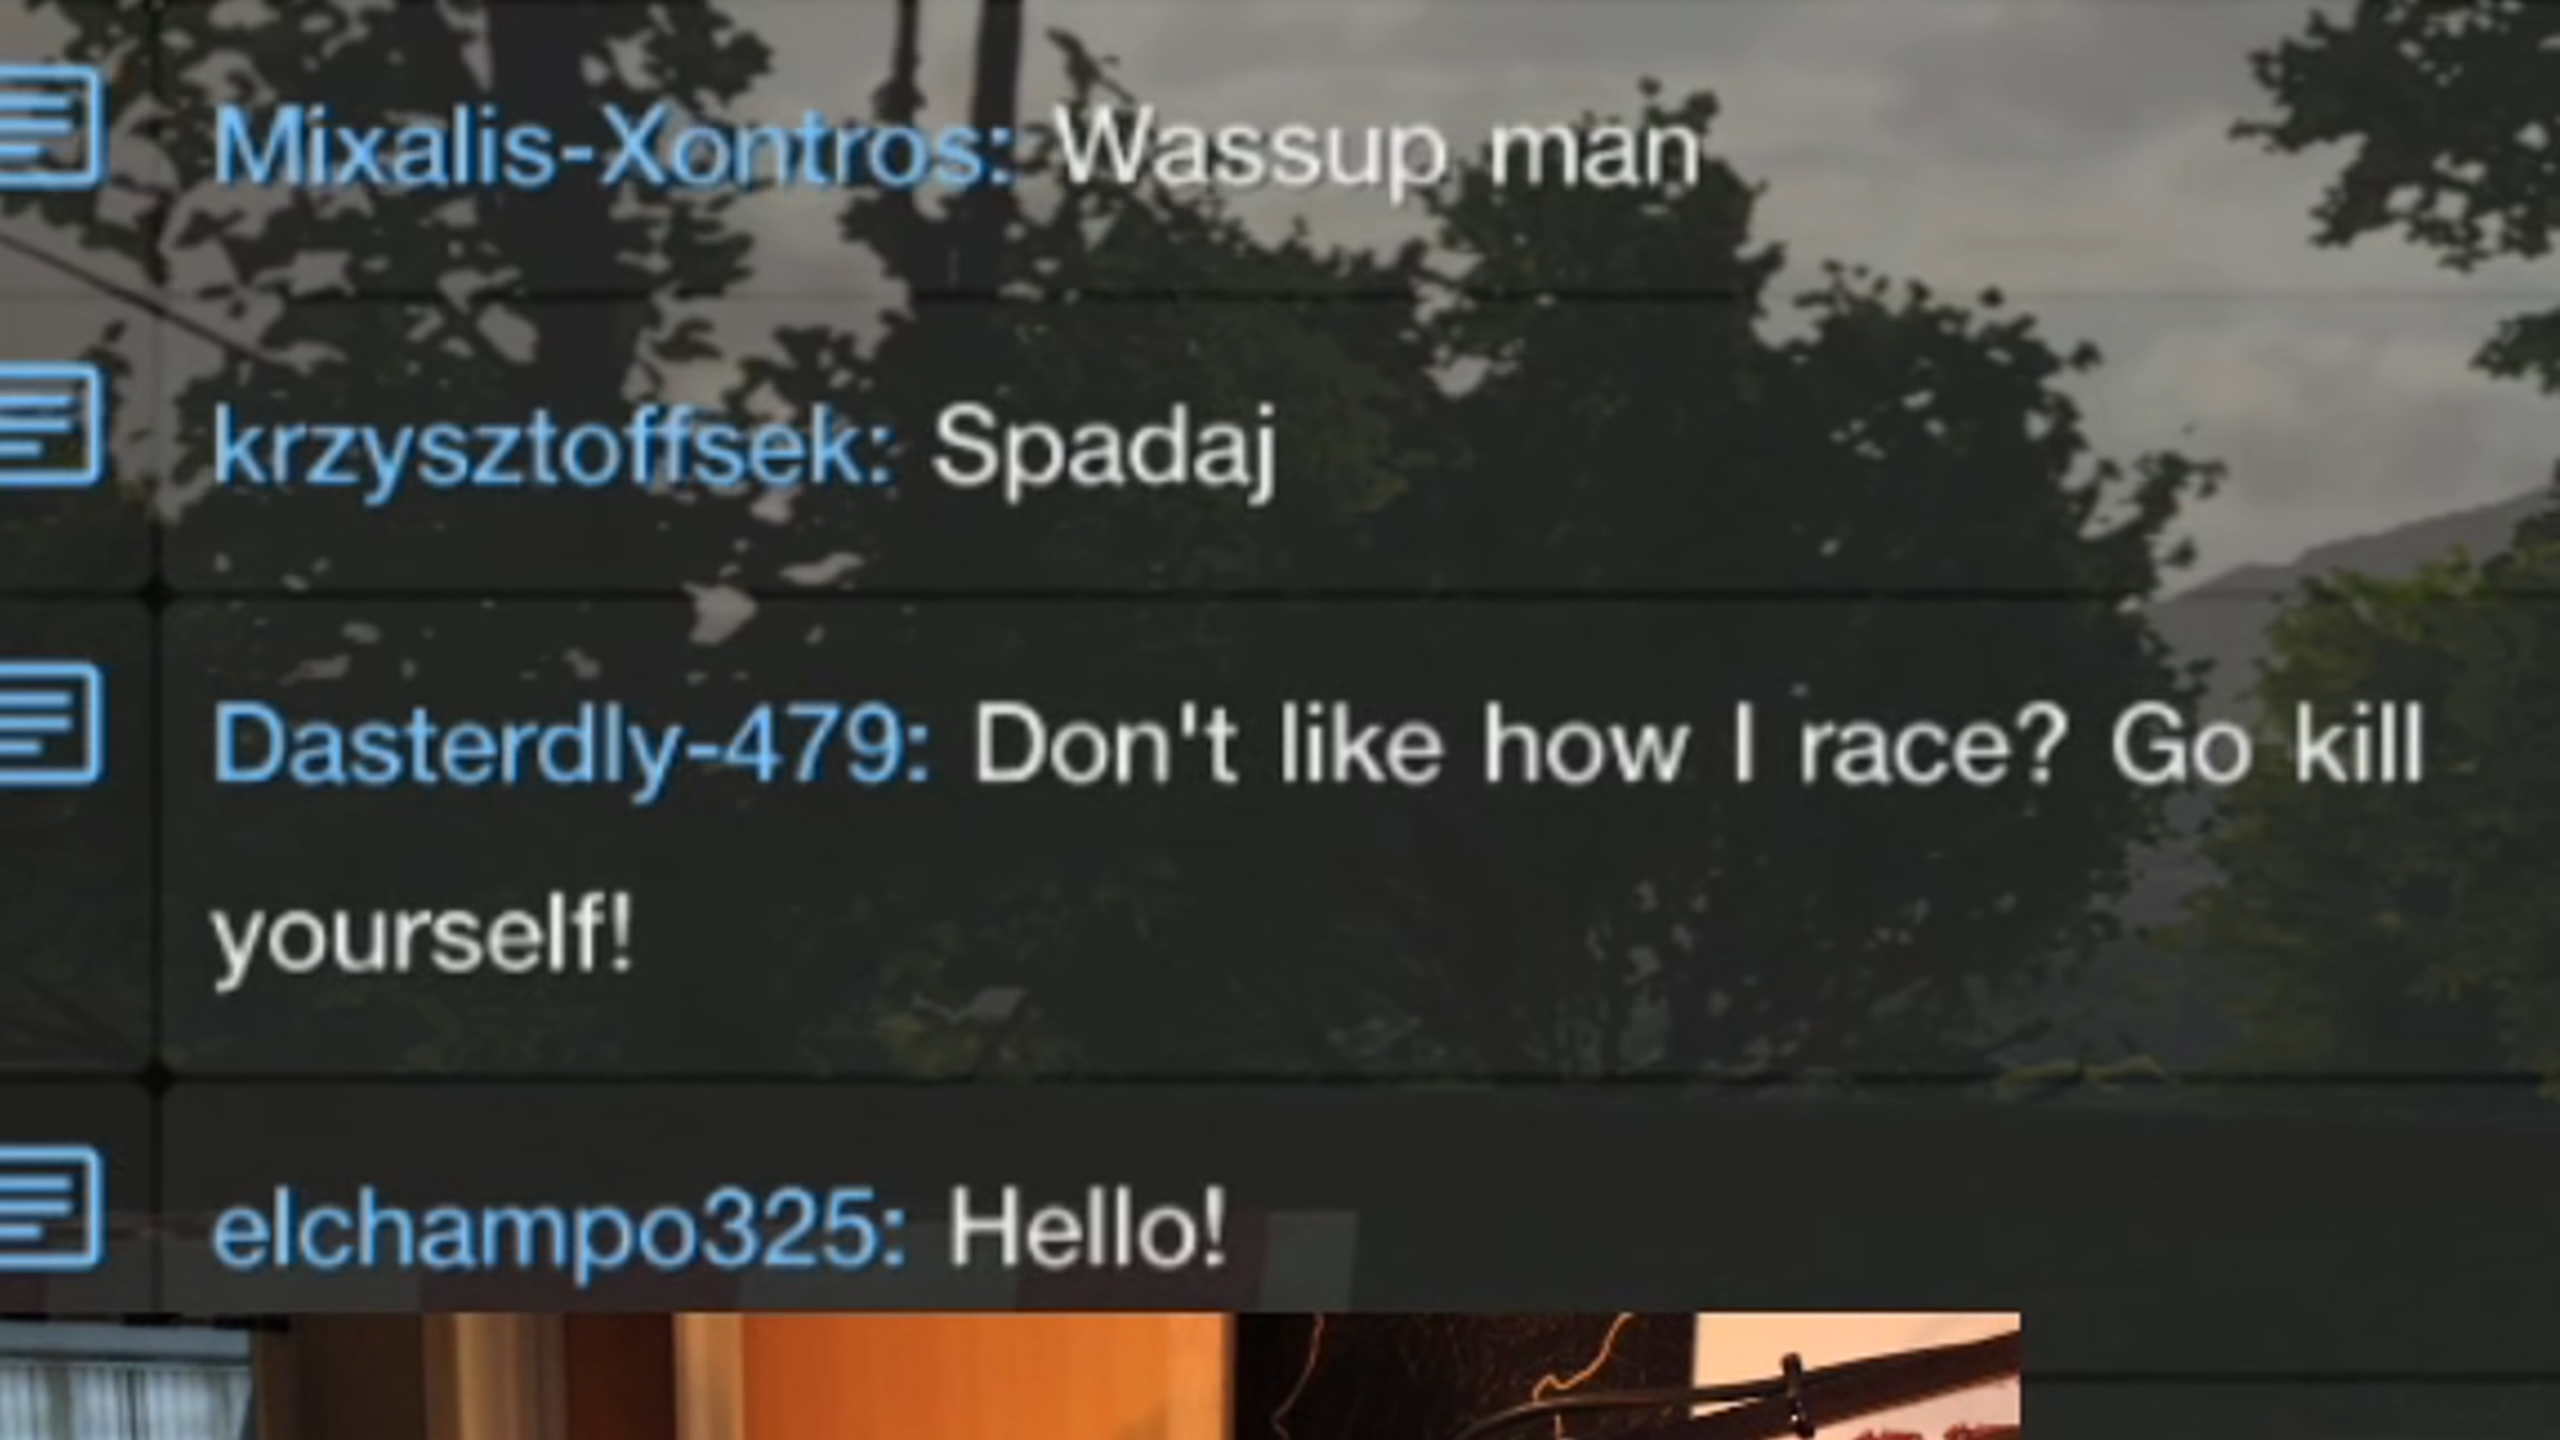 Mixalis-Xontros: Wassup man
krzysztoffsek: Spadaj
Dasterdly-479: Don't like how I race? Go kill
yourself!
elchampo325: Hello!